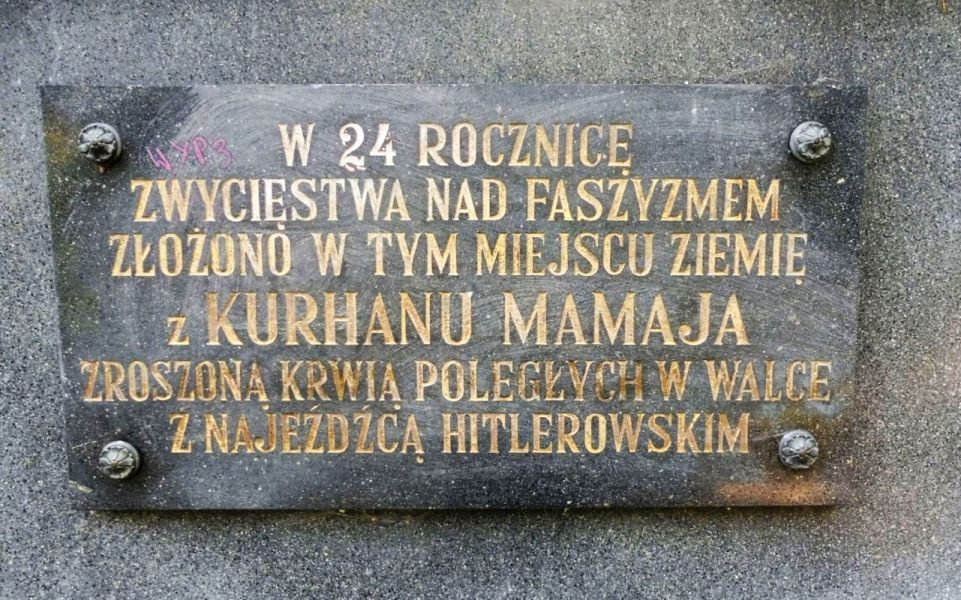 W 24 ROCZNICĘ
ZWYCIĘSTWA NAD FASZYZMEM
ZŁOŻONO W TYM MIEJSCU ZIEMIĘ
z KURHANU MAMAJA
ZROSZONĄ KRWIĄ POLEGŁYCH W WALCE
Z NAJEŹDŹCĄ HITLEROWSKIM